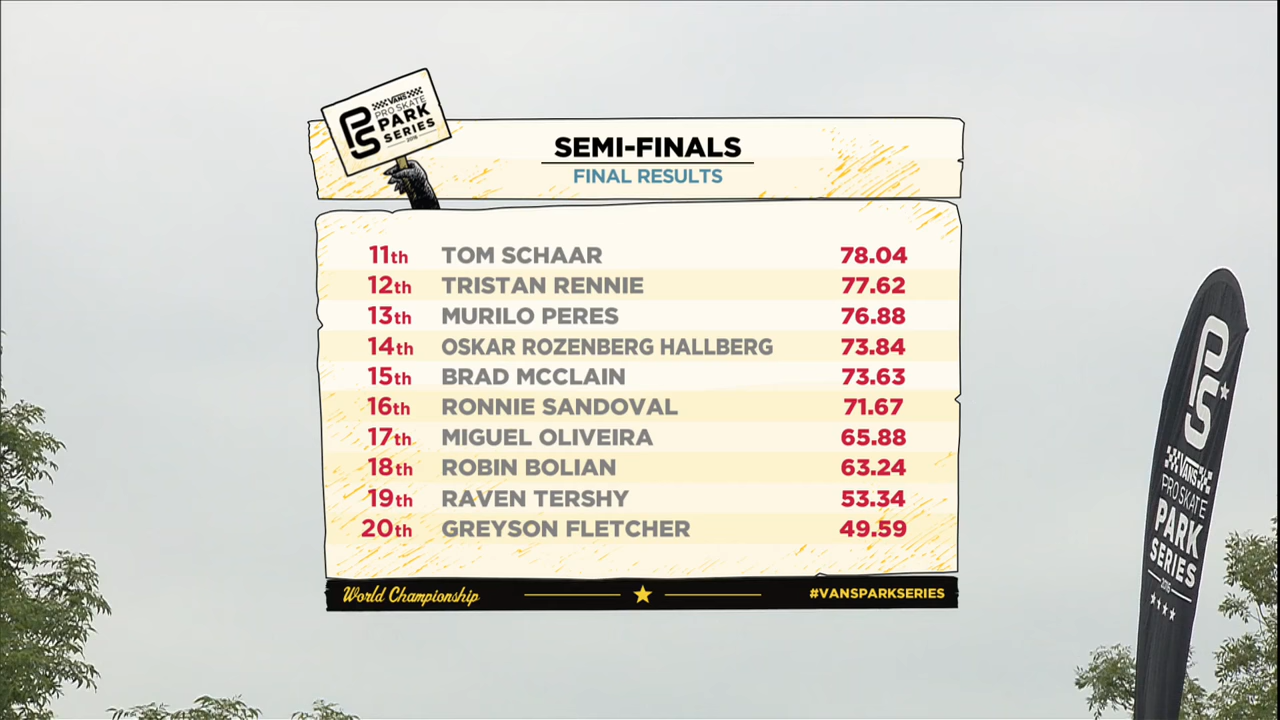 VANS
PRO SKATE
PARK
SERIES
2016
SEMI-FINALS
FINAL RESULTS
11th TOM SCHAAR 78.04
12th TRISTAN RENNIE 77.62
13th MURILO PERES 76.88
14th OSKAR ROZENBERG HALLBERG 73.84
15th BRAD MCCLAIN 73.63
16th RONNIE SANDOVAL 71.67
17th MIGUEL OLIVEIRA 65.88
18th ROBIN BOLIAN 63.24
19th RAVEN TERSHY 53.34
20th GREYSON FLETCHER 49.59
World Championship #VANSPARKSERIES
PS
VANS
PRO SKATE
PARK
SERIES
2016